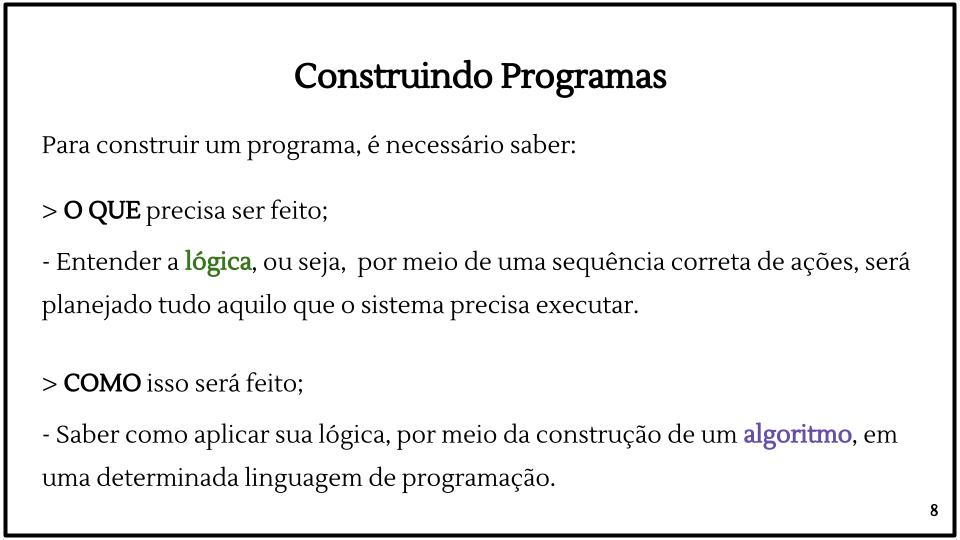 Construindo Programas
Para construir um programa, é necessário saber:
> O QUE precisa ser feito;
- Entender a lógica, ou seja,  por meio de uma sequência correta de ações, será
planejado tudo aquilo que o sistema precisa executar.
> COMO isso será feito;
- Saber como aplicar sua lógica, por meio da construção de um algoritmo, em
uma determinada linguagem de programação.
8